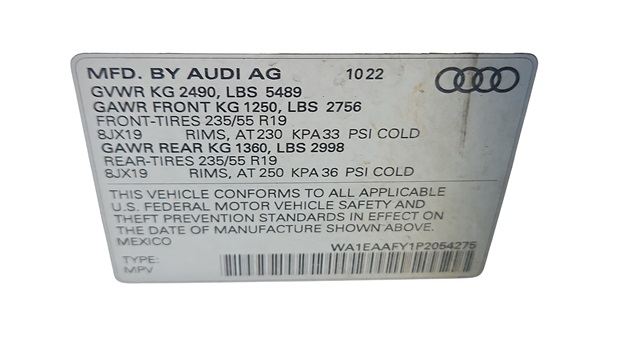 MFD. BY AUDI AG 10 22
GVWR KG 2490, LBS 5489
GAWR FRONT KG 1250, LBS 2756
FRONT-TIRES 235/55 R19
8JX19 RIMS, AT 230 KPA 33 PSI COLD
GAWR REAR KG 1360, LBS 2998
REAR-TIRES 235/55 R19
8JX19 RIMS, AT 250 KPA 36 PSI COLD
THIS VEHICLE CONFORMS TO ALL APPLICABLE
U.S. FEDERAL MOTOR VEHICLE SAFETY AND
THEFT PREVENTION STANDARDS IN EFFECT ON
THE DATE OF MANUFACTURE SHOWN ABOVE.
MEXICO WA1EAAFY1P2054275
TYPE:
MPV